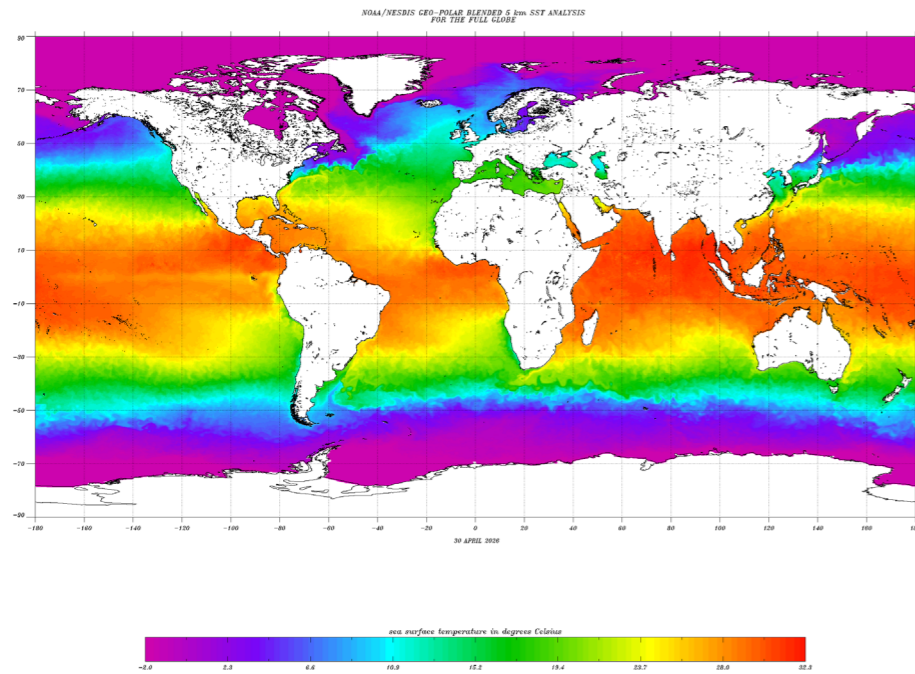 NOAA/NESBIS GEO-POLAR BLENDED 5 km SST ANALYSIS
FOR THE FULL GLOBE
90
70
50
30
10
-10
-30
-50
-70
-90
-180 -160 -140 -120 -100 -80 -60 -40 -20 0 20 40 60 80 100 120 140 160 180
30 APRIL 2026
sea surface temperature in degrees Celsius
-2.0 2.3 6.6 10.9 15.2 19.4 23.7 28.0 32.3